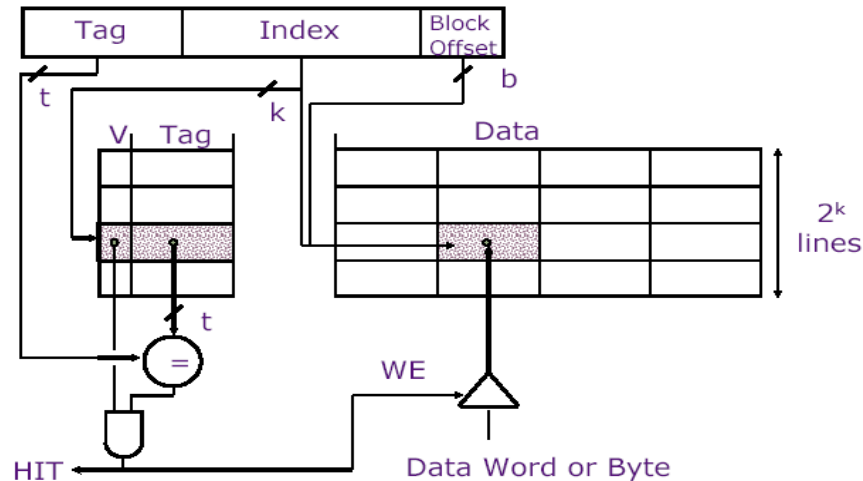 Tag Index Block Offset
t
k
b
V Tag
Data
2ᵏ
lines
t
=
WE
HIT
Data Word or Byte